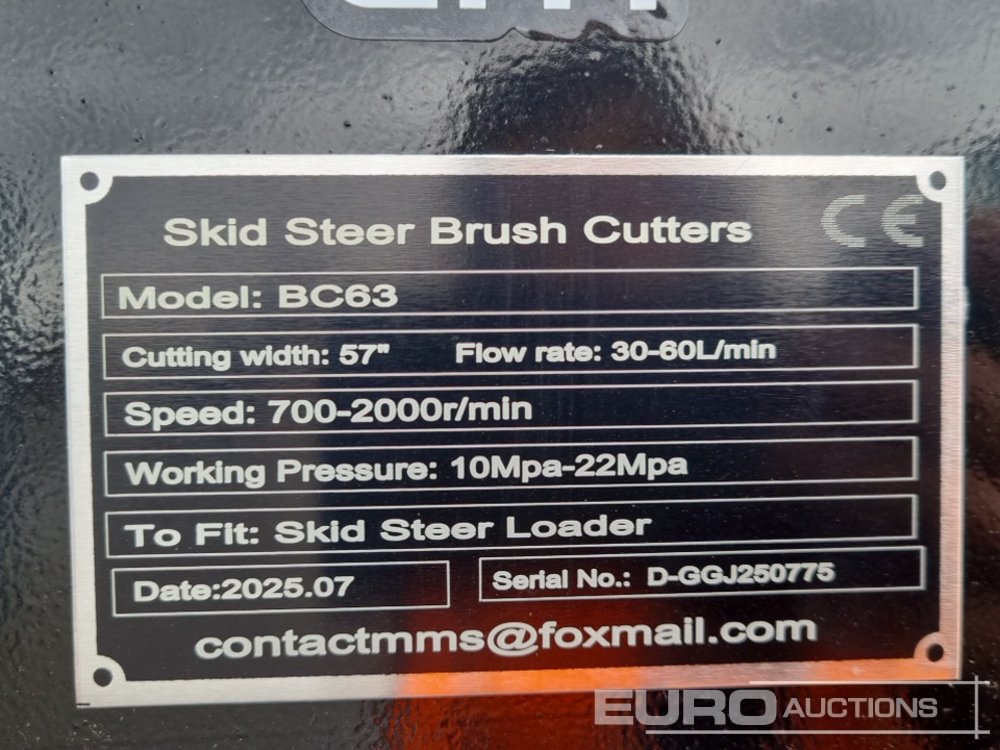 Skid Steer Brush Cutters CE
Model: BC63
Cutting width: 57" Flow rate: 30-60L/min
Speed: 700-2000r/min
Working Pressure: 10Mpa-22Mpa
To Fit: Skid Steer Loader
Date:2025.07 Serial No.: D-GGJ250775
contactmms@foxmail.com
EURO AUCTIONS